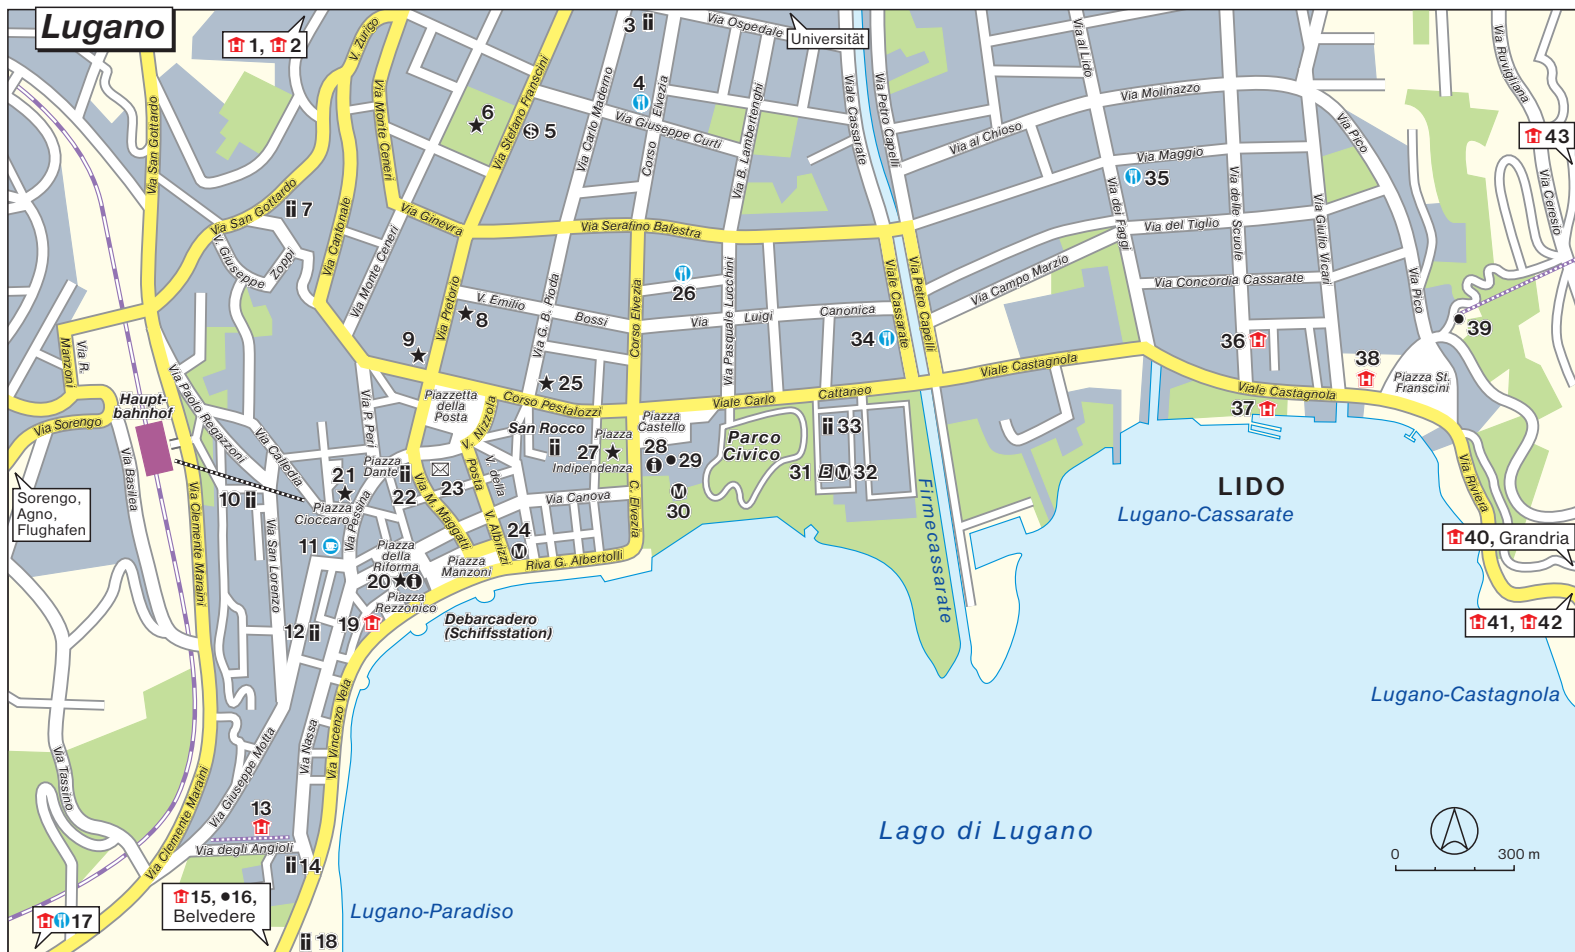 Lugano
1, 2
Universität
Via Ospedale
3
4
5
6
7
8
9
10
11
12
13
14
15, 16,
Belvedere
17
18
19
20
21
22
23
24
25
26
27
28
29
30
31
B
M
32
33
34
35
36
37
38
39
40, Grandria
41, 42
43
V. Zurigo
Via San Gottardo
Via San Gottardo
Via Monte Ceneri
Via Monte Ceneri
Via Cantonale
Via Ginevra
Via Stefano Franscini
Via Carlo Maderno
Corso Elvezia
Via Giuseppe Curti
Via B. Lambertenghi
Viale Cassarate
Via Petro Capelli
Via al Lido
Via Molinazzo
Via al Chioso
Via Maggio
Via Pico
Via Ruvigliana
Via Ceresio
Via dei Faggi
Via delle Scuole
Via Giulio Vicari
Via del Tiglio
Via Concordia Cassarate
Via Campo Marzio
Via Pico
Via Serafino Balestra
V. Giuseppe
Zoppi
Via Pretorio
V. Emilio
Bossi
Via
Luigi
Canonica
Via G. B. Pioda
Corso Elvezia
Via Pasquale Lucchini
Viale Cassarate
Via Petro Capelli
Viale Castagnola
Viale Castagnola
Piazza St.
Franscini
Via Riviera
Via R.
Manzoni
Haupt-
bahnhof
Via Sorengo
Via Basilea
Via Paolo Regazzoni
Via Calledia
Via P. Peri
Piazzetta
della
Posta
Corso Pestalozzi
Viale Carlo
Cattaneo
V. Nizzola
San Rocco
Piazza
Indipendenza
Piazza
Castello
Parco
Civico
Piazza
Dante
Posta
V. della
Via Canova
C. Elvezia
M
Piazza
Cioccaro
Via Pessina
Via M. Maggatti
V. Albrizzi
M
Riva G. Albertolli
Piazza
Manzoni
Piazza
della
Riforma
Piazza
Rezzonico
Debarcadero
(Schiffsstation)
Sorengo,
Agno,
Flughafen
Via Clemente Maraini
Via San Lorenzo
Via Nassa
Via Vincenzo Vela
Via Giuseppe Motta
Via Tassino
Via Clemente Maraini
Via degli Angioli
Firmecassarate
LIDO
Lugano-Cassarate
Lugano-Castagnola
Lago di Lugano
Lugano-Paradiso
0
300 m